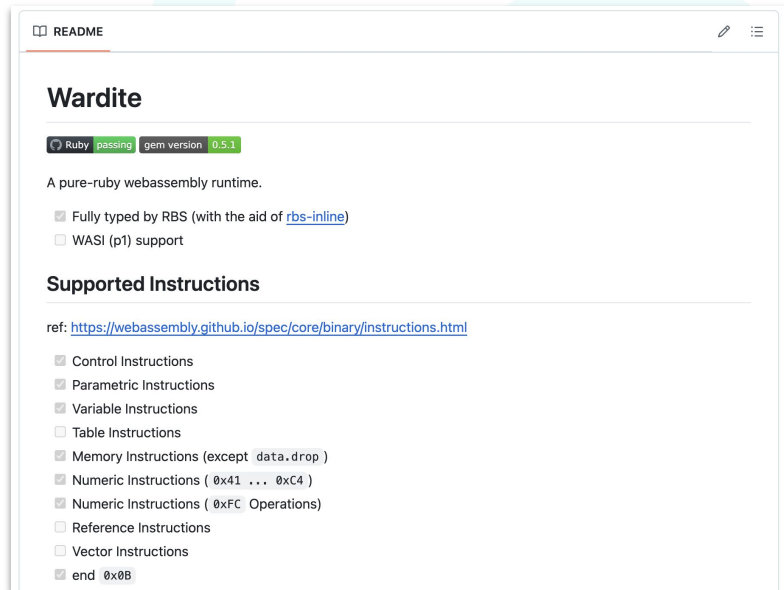 README
Wardite
Ruby passing gem version 0.5.1
A pure-ruby webassembly runtime.
Fully typed by RBS (with the aid of rbs-inline)
WASI (p1) support
Supported Instructions
ref: https://webassembly.github.io/spec/core/binary/instructions.html
Control Instructions
Parametric Instructions
Variable Instructions
Table Instructions
Memory Instructions (except data.drop )
Numeric Instructions ( 0x41 ... 0xC4 )
Numeric Instructions ( 0xFC Operations)
Reference Instructions
Vector Instructions
end 0x0B